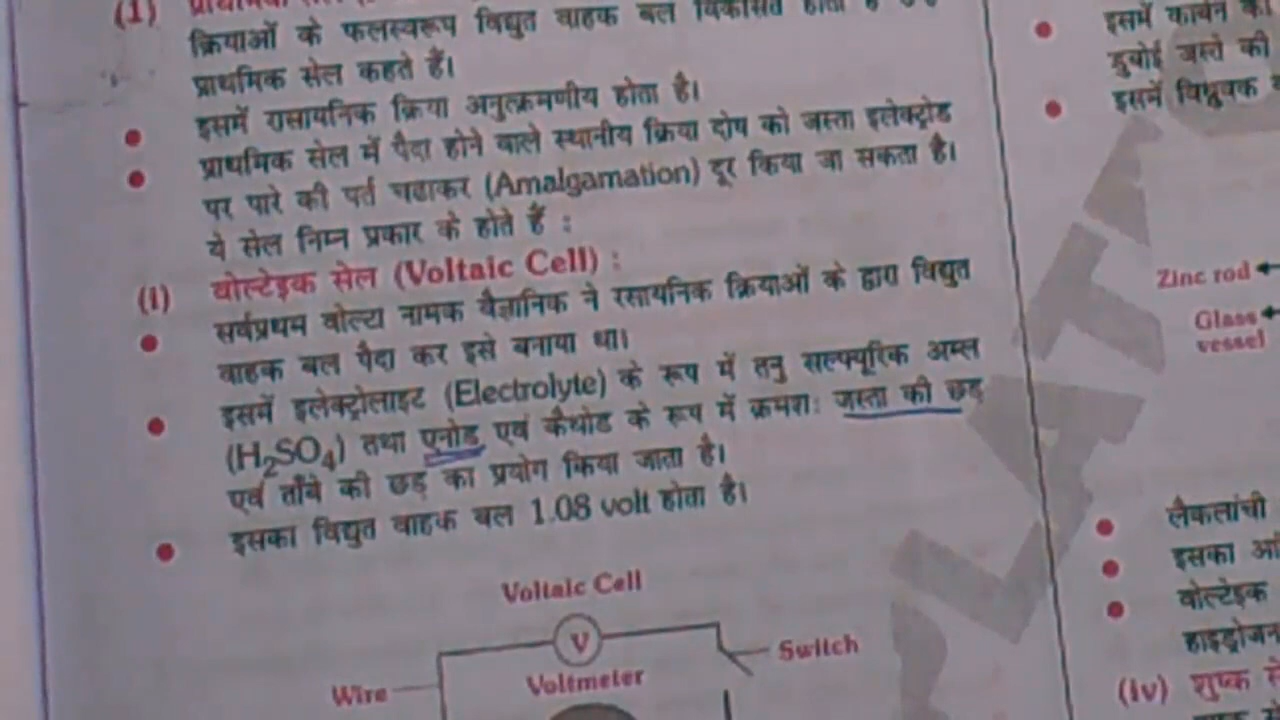 (1)
क्रियाओं के फलस्वरूप विद्युत वाहक बल विकसित होता है
प्राथमिक सेल कहते हैं।
इसमें रासायनिक क्रिया अनुत्क्रमणीय होता है।
प्राथमिक सेल में पैदा होने वाले स्थानीय क्रिया दोष को जस्ता इलेक्ट्रोड
पर पारे की पर्त चढाकर (Amalgamation) दूर किया जा सकता है।
ये सेल निम्न प्रकार के होते हैं :
(i) वोल्टेइक सेल (Voltaic Cell) :
सर्वप्रथम वोल्टा नामक वैज्ञानिक ने रसायनिक क्रियाओं के द्वारा विद्युत
वाहक बल पैदा कर इसे बनाया था।
इसमें इलेक्ट्रोलाइट (Electrolyte) के रूप में तनु सल्फ्यूरिक अम्ल
(H₂SO₄) तथा एनोड एवं कैथोड के रूप में क्रमशः जस्ता की छड़
एवं ताँबे की छड़ का प्रयोग किया जाता है।
इसका विद्युत वाहक बल 1.08 volt होता है।
Voltaic Cell
V
Switch
Voltmeter
Wire
इसमें कार्बन की
डुबोई जस्ते की
इसमें विध्रुवक
Zinc rod
Glass
vessel
लैकलांची
इसका
वोल्टेइक
हाइड्रोजन
(iv) शुष्क